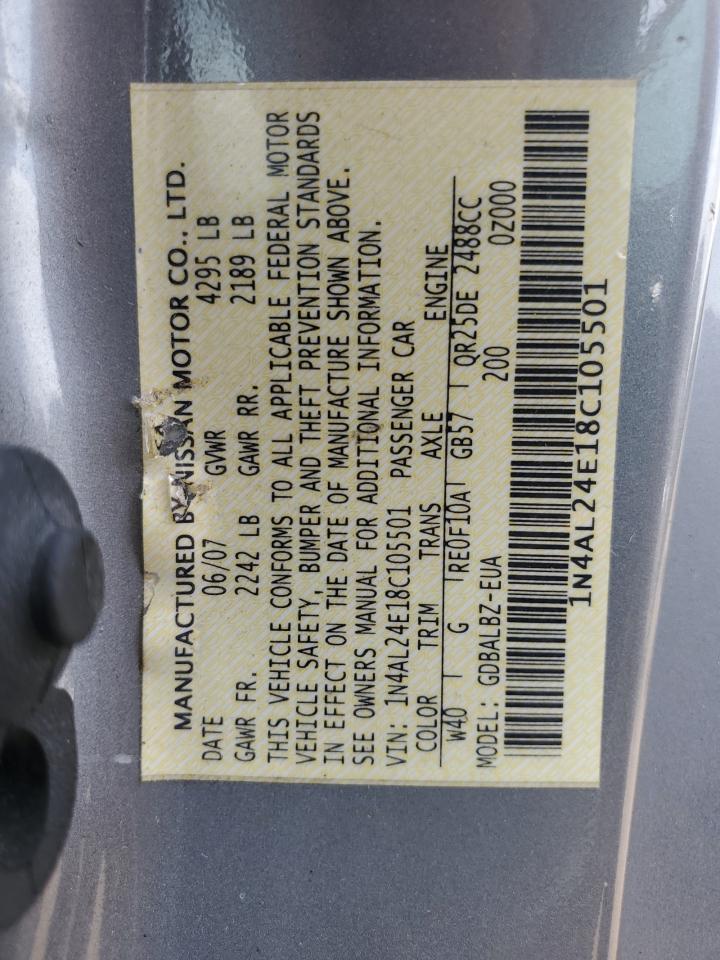 MANUFACTURED BY NISSAN MOTOR CO., LTD.
DATE 06/07 GVWR 4295 LB
GAWR FR. 2242 LB GAWR RR. 2189 LB
THIS VEHICLE CONFORMS TO ALL APPLICABLE FEDERAL MOTOR
VEHICLE SAFETY, BUMPER AND THEFT PREVENTION STANDARDS
IN EFFECT ON THE DATE OF MANUFACTURE SHOWN ABOVE.
SEE OWNERS MANUAL FOR ADDITIONAL INFORMATION.
VIN: 1N4AL24E18C105501 PASSENGER CAR
COLOR TRIM TRANS AXLE ENGINE
W40 G RE0F10A GB57 QR25DE 2488CC
MODEL: GDBALBZ-EUA 200 0Z000
1N4AL24E18C105501